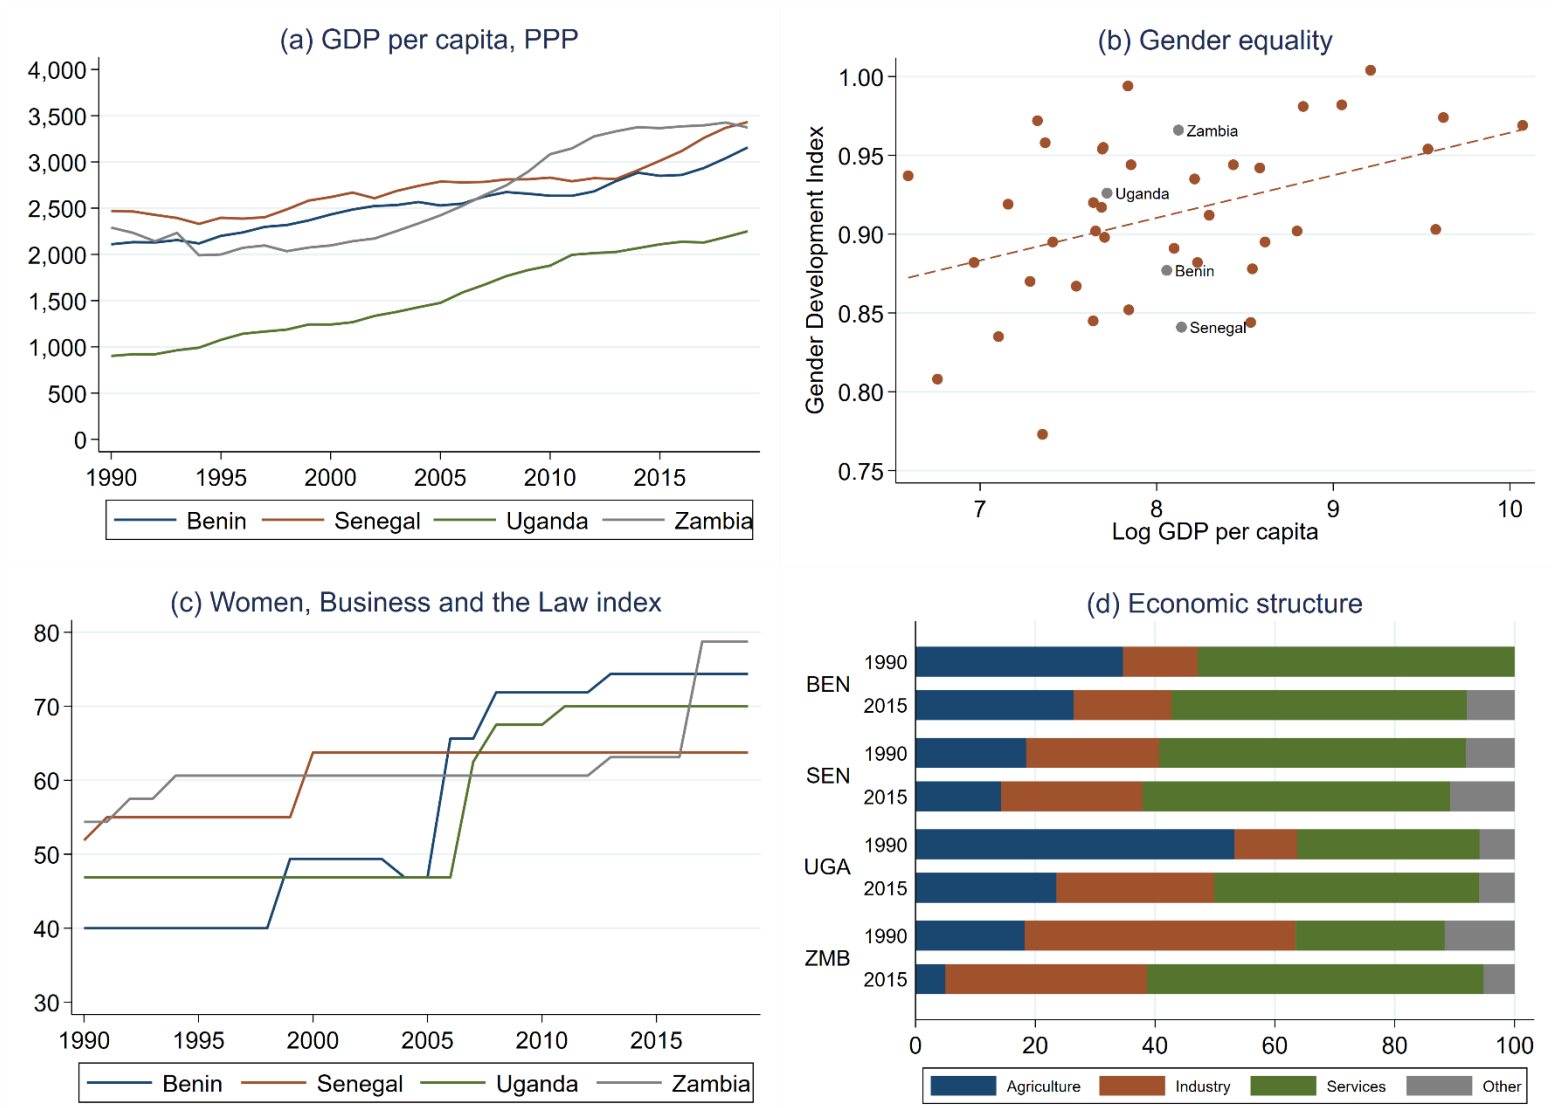 (a) GDP per capita, PPP
4,000
3,500
3,000
2,500
2,000
1,500
1,000
500
0
1990 1995 2000 2005 2010 2015
Benin Senegal Uganda Zambia
(b) Gender equality
Gender Development Index
1.00
0.95
0.90
0.85
0.80
0.75
Zambia
Uganda
Benin
Senegal
7 8 9 10
Log GDP per capita
(c) Women, Business and the Law index
80
70
60
50
40
30
1990 1995 2000 2005 2010 2015
Benin Senegal Uganda Zambia
(d) Economic structure
BEN
1990
2015
SEN
1990
2015
UGA
1990
2015
ZMB
1990
2015
0 20 40 60 80 100
Agriculture Industry Services Other